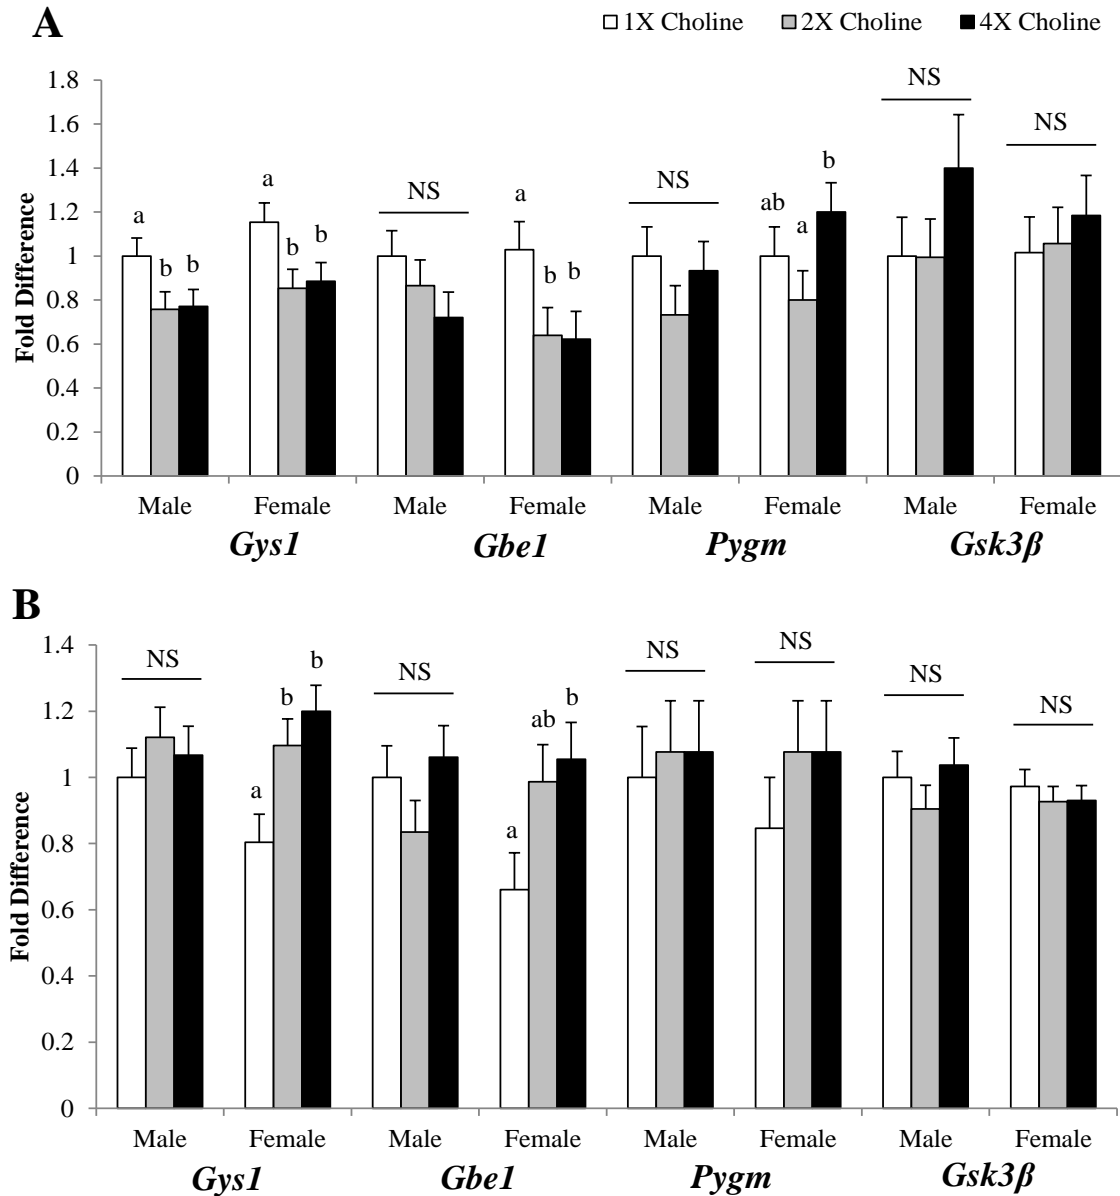 A
1X Choline 2X Choline 4X Choline
1.8
1.6
1.4
1.2
1
0.8
0.6
0.4
0.2
0
Fold Difference
a b b
a b b
NS
a b b
NS
ab a b
NS
NS
Male Female Male Female Male Female Male Female
Gys1 Gbe1 Pygm Gsk3β
B
1.4
1.2
1
0.8
0.6
0.4
0.2
0
Fold Difference
NS
a b b
NS
a ab b
NS
NS
NS
NS
Male Female Male Female Male Female Male Female
Gys1 Gbe1 Pygm Gsk3β